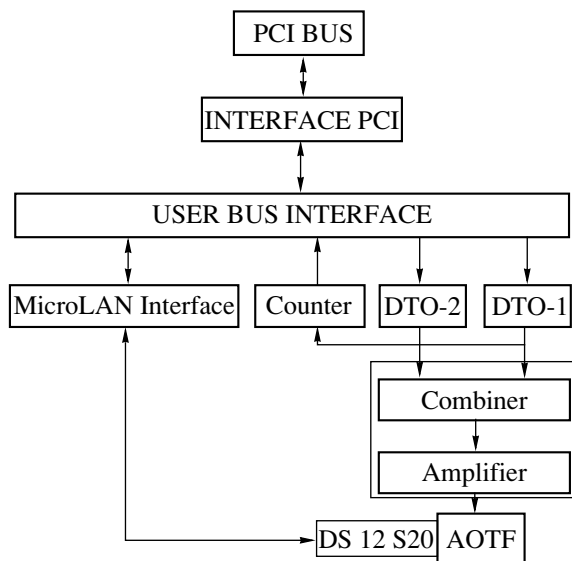 PCI BUS
INTERFACE PCI
USER BUS INTERFACE
MicroLAN Interface
Counter
DTO-2
DTO-1
Combiner
Amplifier
DS 12 S20
AOTF